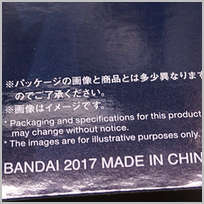 ※パッケージの画像と商品とは多少異なります
のでご了承ください。
※画像はイメージです。
* Packaging and specifications for this product
may change without notice.
* The images are for illustrative purposes only.
BANDAI 2017 MADE IN CHIN